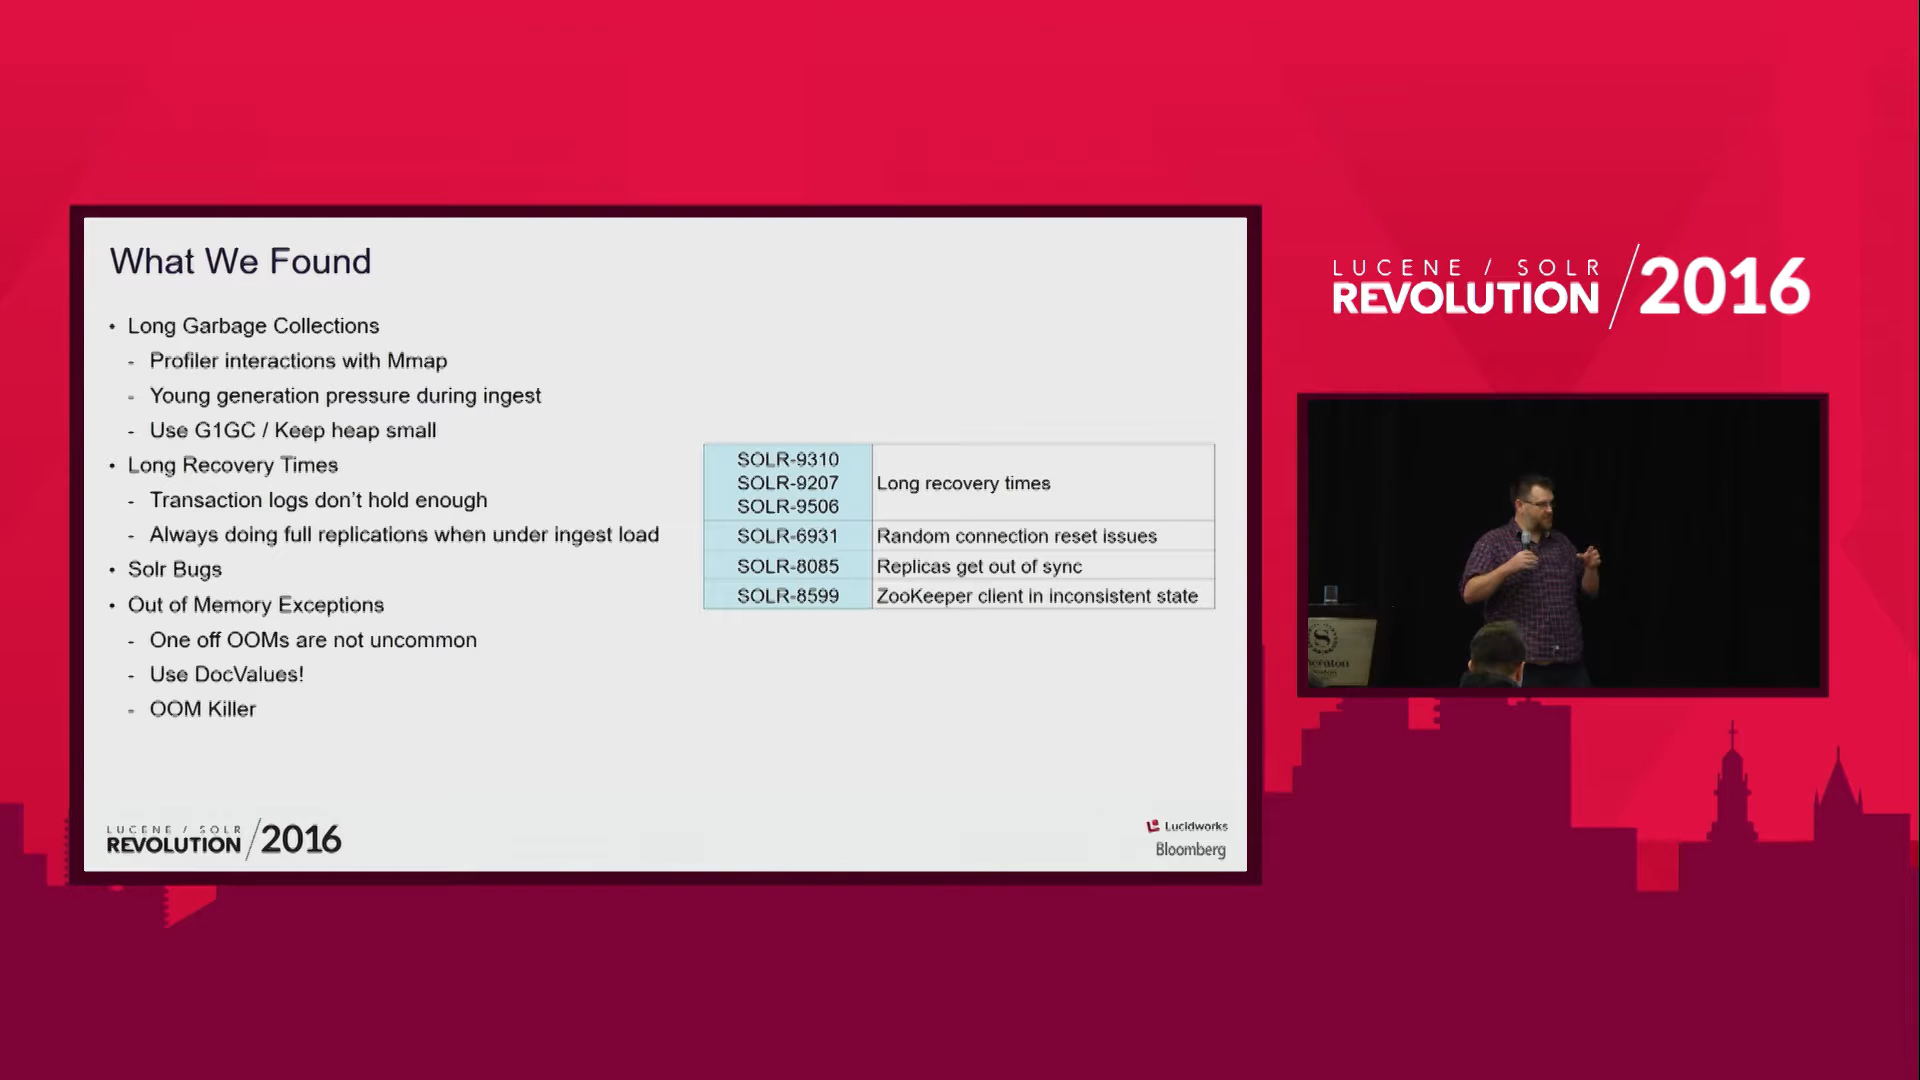 What We Found
• Long Garbage Collections
- Profiler interactions with Mmap
- Young generation pressure during ingest
- Use G1GC / Keep heap small
• Long Recovery Times
- Transaction logs don't hold enough
- Always doing full replications when under ingest load
• Solr Bugs
• Out of Memory Exceptions
- One off OOMs are not uncommon
- Use DocValues!
- OOM Killer
SOLR-9310
SOLR-9207
SOLR-9506
Long recovery times
SOLR-6931 Random connection reset issues
SOLR-8085 Replicas get out of sync
SOLR-8599 ZooKeeper client in inconsistent state
LUCENE / SOLR
REVOLUTION /2016
Lucidworks
Bloomberg
LUCENE / SOLR
REVOLUTION /2016
S